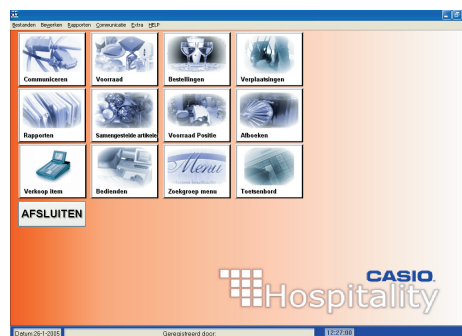 Bestanden Bewerken Rapporten Communicatie Extra HELP
Communiceren Voorraad Bestellingen Verplaatsingen
Rapporten Samengestelde artikelen Voorraad Positie Afboeken
Menu
Verkoop item Bedienden Zoekgroep menu Toetsenbord
AFSLUITEN
CASIO.
Hospitality
Datum 26-1-2005 Geregistreerd door: 12:27:08